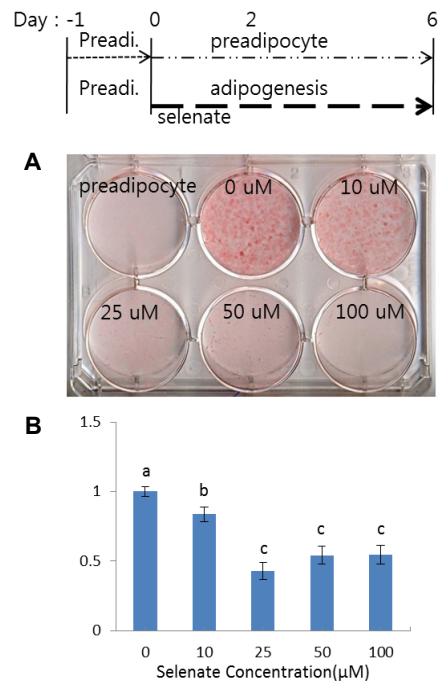 Day : -1 0 2 6
Preadi. preadipocyte
Preadi. adipogenesis
selenate
A
preadipocyte 0 uM 10 uM
25 uM 50 uM 100 uM
B
1.5
1
0.5
0
a
b
c
c
c
0 10 25 50 100
Selenate Concentration(μM)